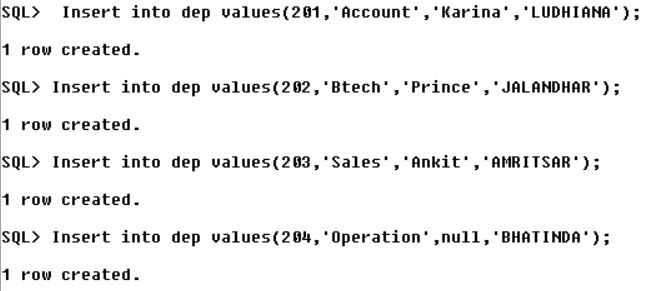 SQL>  Insert into dep values(201,'Account','Karina','LUDHIANA');
1 row created.
SQL> Insert into dep values(202,'Btech','Prince','JALANDHAR');
1 row created.
SQL> Insert into dep values(203,'Sales','Ankit','AMRITSAR');
1 row created.
SQL> Insert into dep values(204,'Operation',null,'BHATINDA');
1 row created.